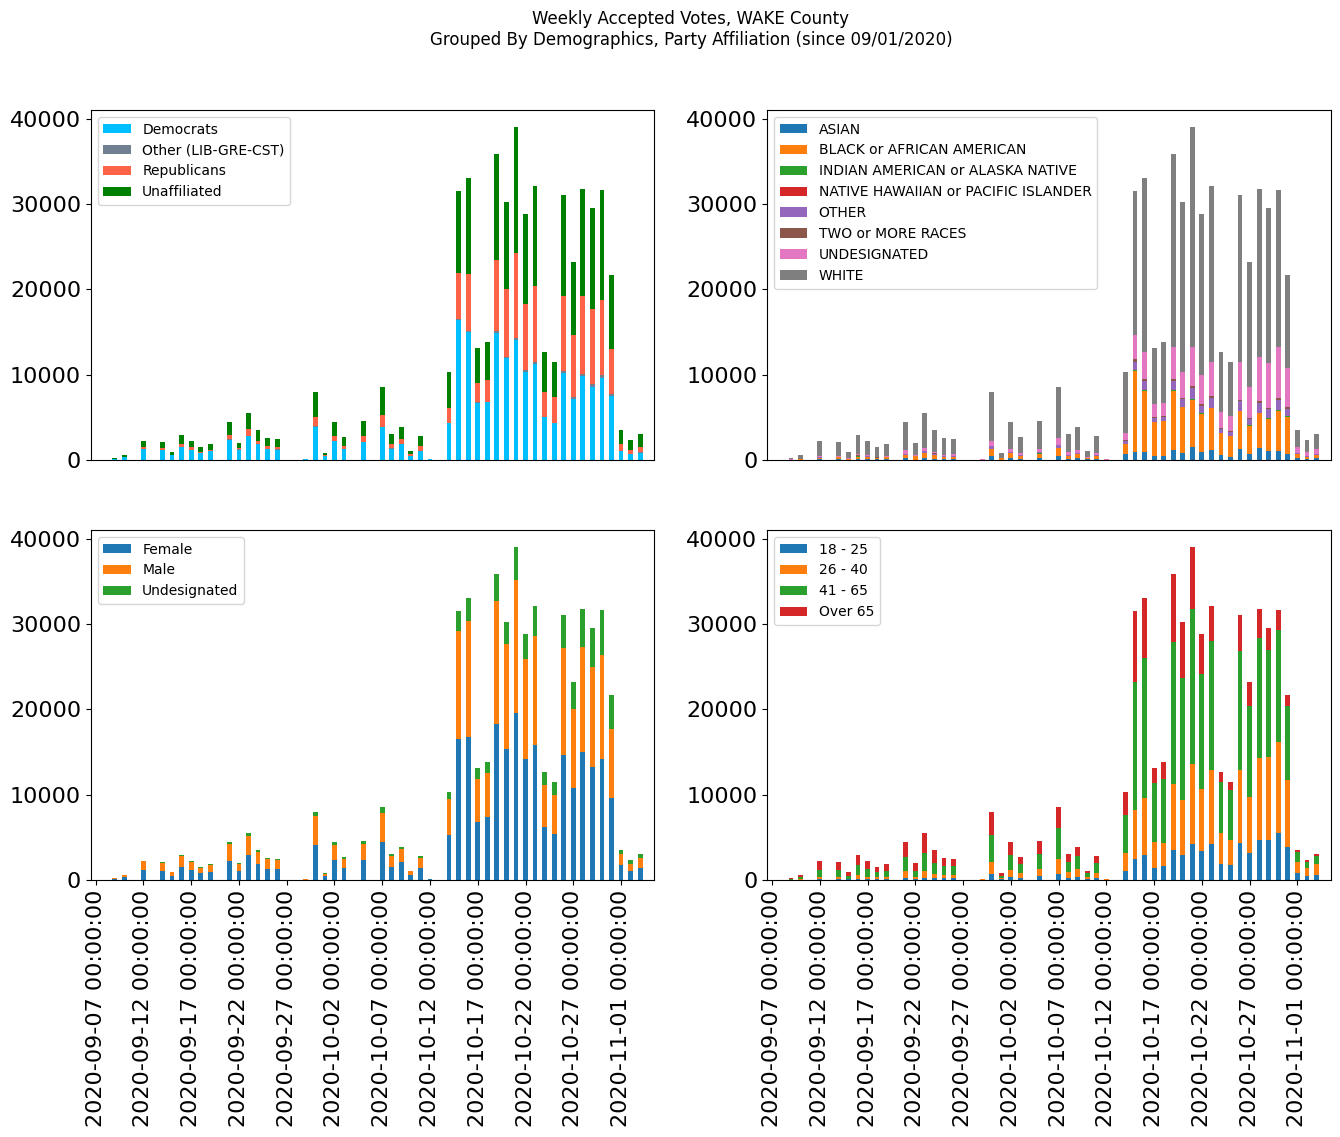 Weekly Accepted Votes, WAKE County
Grouped By Demographics, Party Affiliation (since 09/01/2020)
40000
30000
20000
10000
0
Democrats
Other (LIB-GRE-CST)
Republicans
Unaffiliated
40000
30000
20000
10000
0
ASIAN
BLACK or AFRICAN AMERICAN
INDIAN AMERICAN or ALASKA NATIVE
NATIVE HAWAIIAN or PACIFIC ISLANDER
OTHER
TWO or MORE RACES
UNDESIGNATED
WHITE
40000
30000
20000
10000
0
Female
Male
Undesignated
2020-09-07 00:00:00
2020-09-12 00:00:00
2020-09-17 00:00:00
2020-09-22 00:00:00
2020-09-27 00:00:00
2020-10-02 00:00:00
2020-10-07 00:00:00
2020-10-12 00:00:00
2020-10-17 00:00:00
2020-10-22 00:00:00
2020-10-27 00:00:00
2020-11-01 00:00:00
40000
30000
20000
10000
0
18 - 25
26 - 40
41 - 65
Over 65
2020-09-07 00:00:00
2020-09-12 00:00:00
2020-09-17 00:00:00
2020-09-22 00:00:00
2020-09-27 00:00:00
2020-10-02 00:00:00
2020-10-07 00:00:00
2020-10-12 00:00:00
2020-10-17 00:00:00
2020-10-22 00:00:00
2020-10-27 00:00:00
2020-11-01 00:00:00